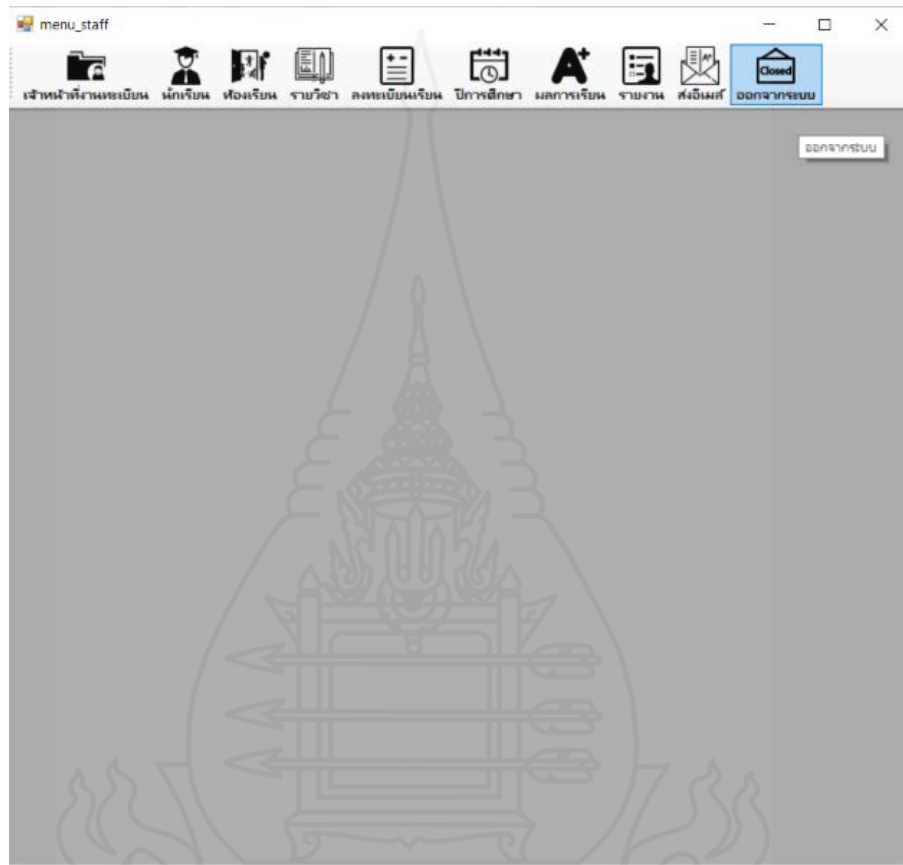 menu_staff
เจ้าหน้าที่งานทะเบียน นักเรียน ห้องเรียน รายวิชา ลงทะเบียนเรียน ปีการศึกษา ผลการเรียน รายงาน ส่งอีเมล์ ออกจากระบบ
Closed
ออกจากระบบ